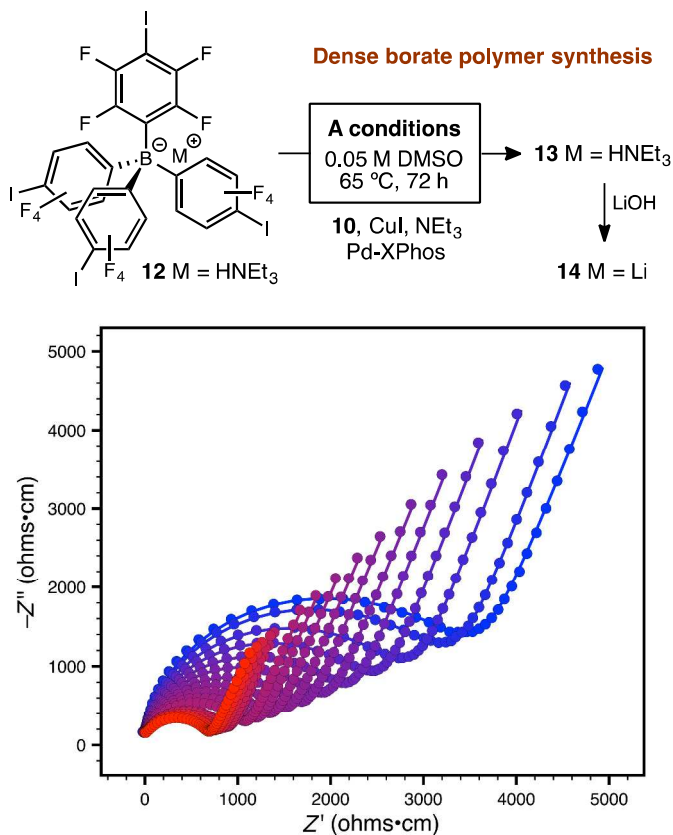 Dense borate polymer synthesis
I
F
F
F
F
B
⊖
M
⊕
I
F4
I
F4
F4
I
12 M = HNEt3
A conditions
0.05 M DMSO
65 ºC, 72 h
10, CuI, NEt3
Pd-XPhos
13 M = HNEt3
LiOH
14 M = Li
5000
4000
3000
2000
1000
0
–Z" (ohms•cm)
0 1000 2000 3000 4000 5000
Z' (ohms•cm)